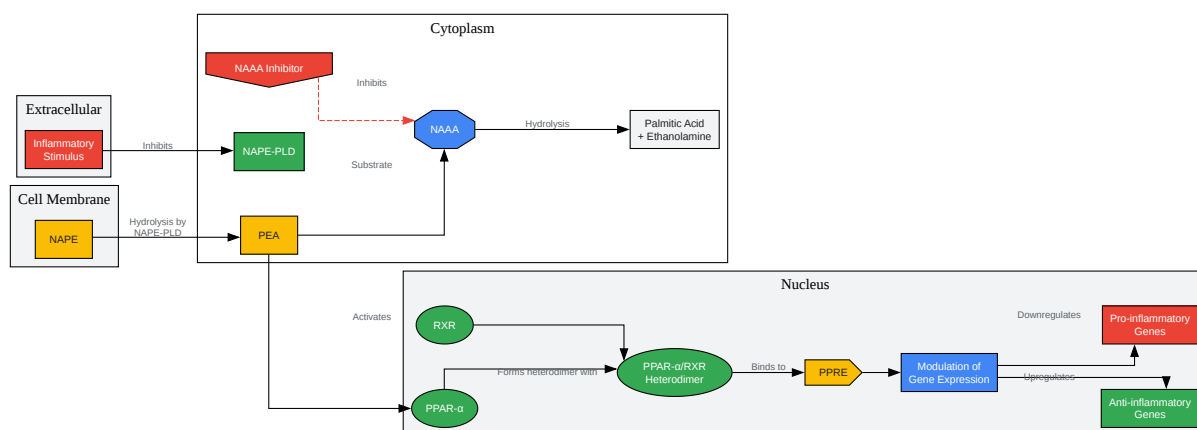 Cytoplasm
NAAA Inhibitor
Inhibits
Extracellular
Inflammatory
Stimulus
Inhibits
NAPE-PLD
NAAA
Hydrolysis
Palmitic Acid
+ Ethanolamine
Substrate
Cell Membrane
NAPE
Hydrolysis by
NAPE-PLD
PEA
Nucleus
Activates
RXR
Downregulates
Pro-inflammatory
Genes
Forms heterodimer with
PPAR-α/RXR
Heterodimer
Binds to
PPRE
Modulation of
Gene Expression
Upregulates
PPAR-α
Anti-inflammatory
Genes